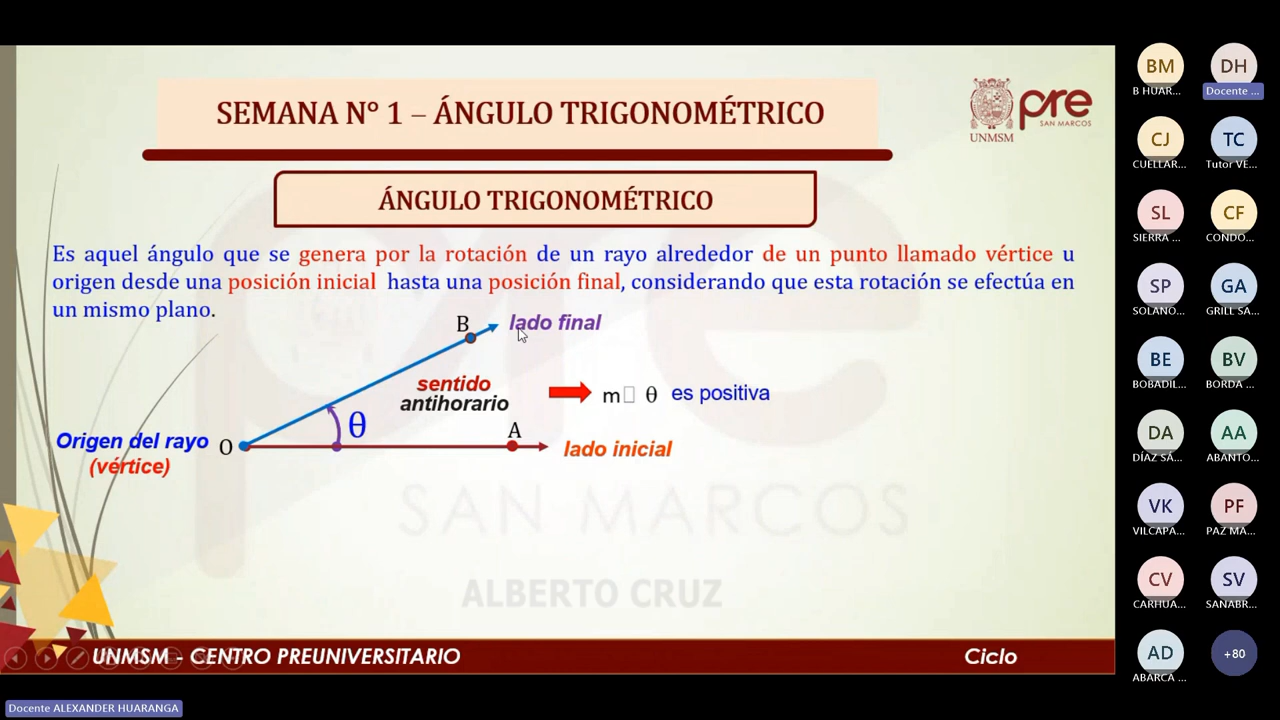 SEMANA N° 1 – ÁNGULO TRIGONOMÉTRICO
UNMSM
pre
SAN MARCOS
ÁNGULO TRIGONOMÉTRICO
Es aquel ángulo que se genera por la rotación de un rayo alrededor de un punto llamado vértice u
origen desde una posición inicial hasta una posición final, considerando que esta rotación se efectúa en
un mismo plano.
B
lado final
sentido
antihorario
m□ θ es positiva
θ
A
Origen del rayo
(vértice)
O
lado inicial
SAN MARCOS
ALBERTO CRUZ
UNMSM - CENTRO PREUNIVERSITARIO
Ciclo
Docente ALEXANDER HUARANGA
BM
B HUAR...
DH
Docente ...
CJ
CUELLAR...
TC
Tutor VE...
SL
SIERRA ...
CF
CONDO...
SP
SOLANO...
GA
GRILL SA...
BE
BOBADIL...
BV
BORDA ...
DA
DÍAZ SÁ...
AA
ABANTO...
VK
VILCAPA...
PF
PAZ MA...
CV
CARHUA...
SV
SANABR...
AD
ABARCA ...
+80